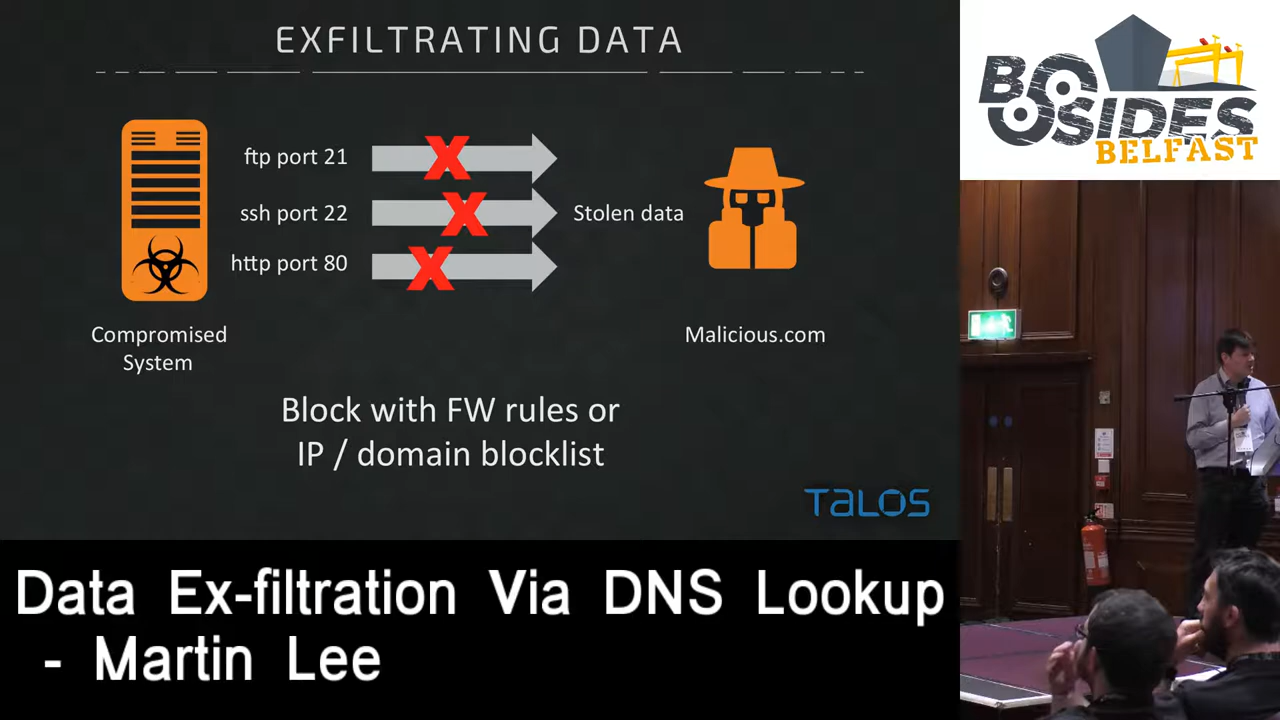 EXFILTRATING DATA
ftp port 21
ssh port 22
http port 80
X
X
X
Stolen data
Compromised
System
Malicious.com
Block with FW rules or
IP / domain blocklist
TALOS
BSIDES
BELFAST
Data Ex-filtration Via DNS Lookup
- Martin Lee